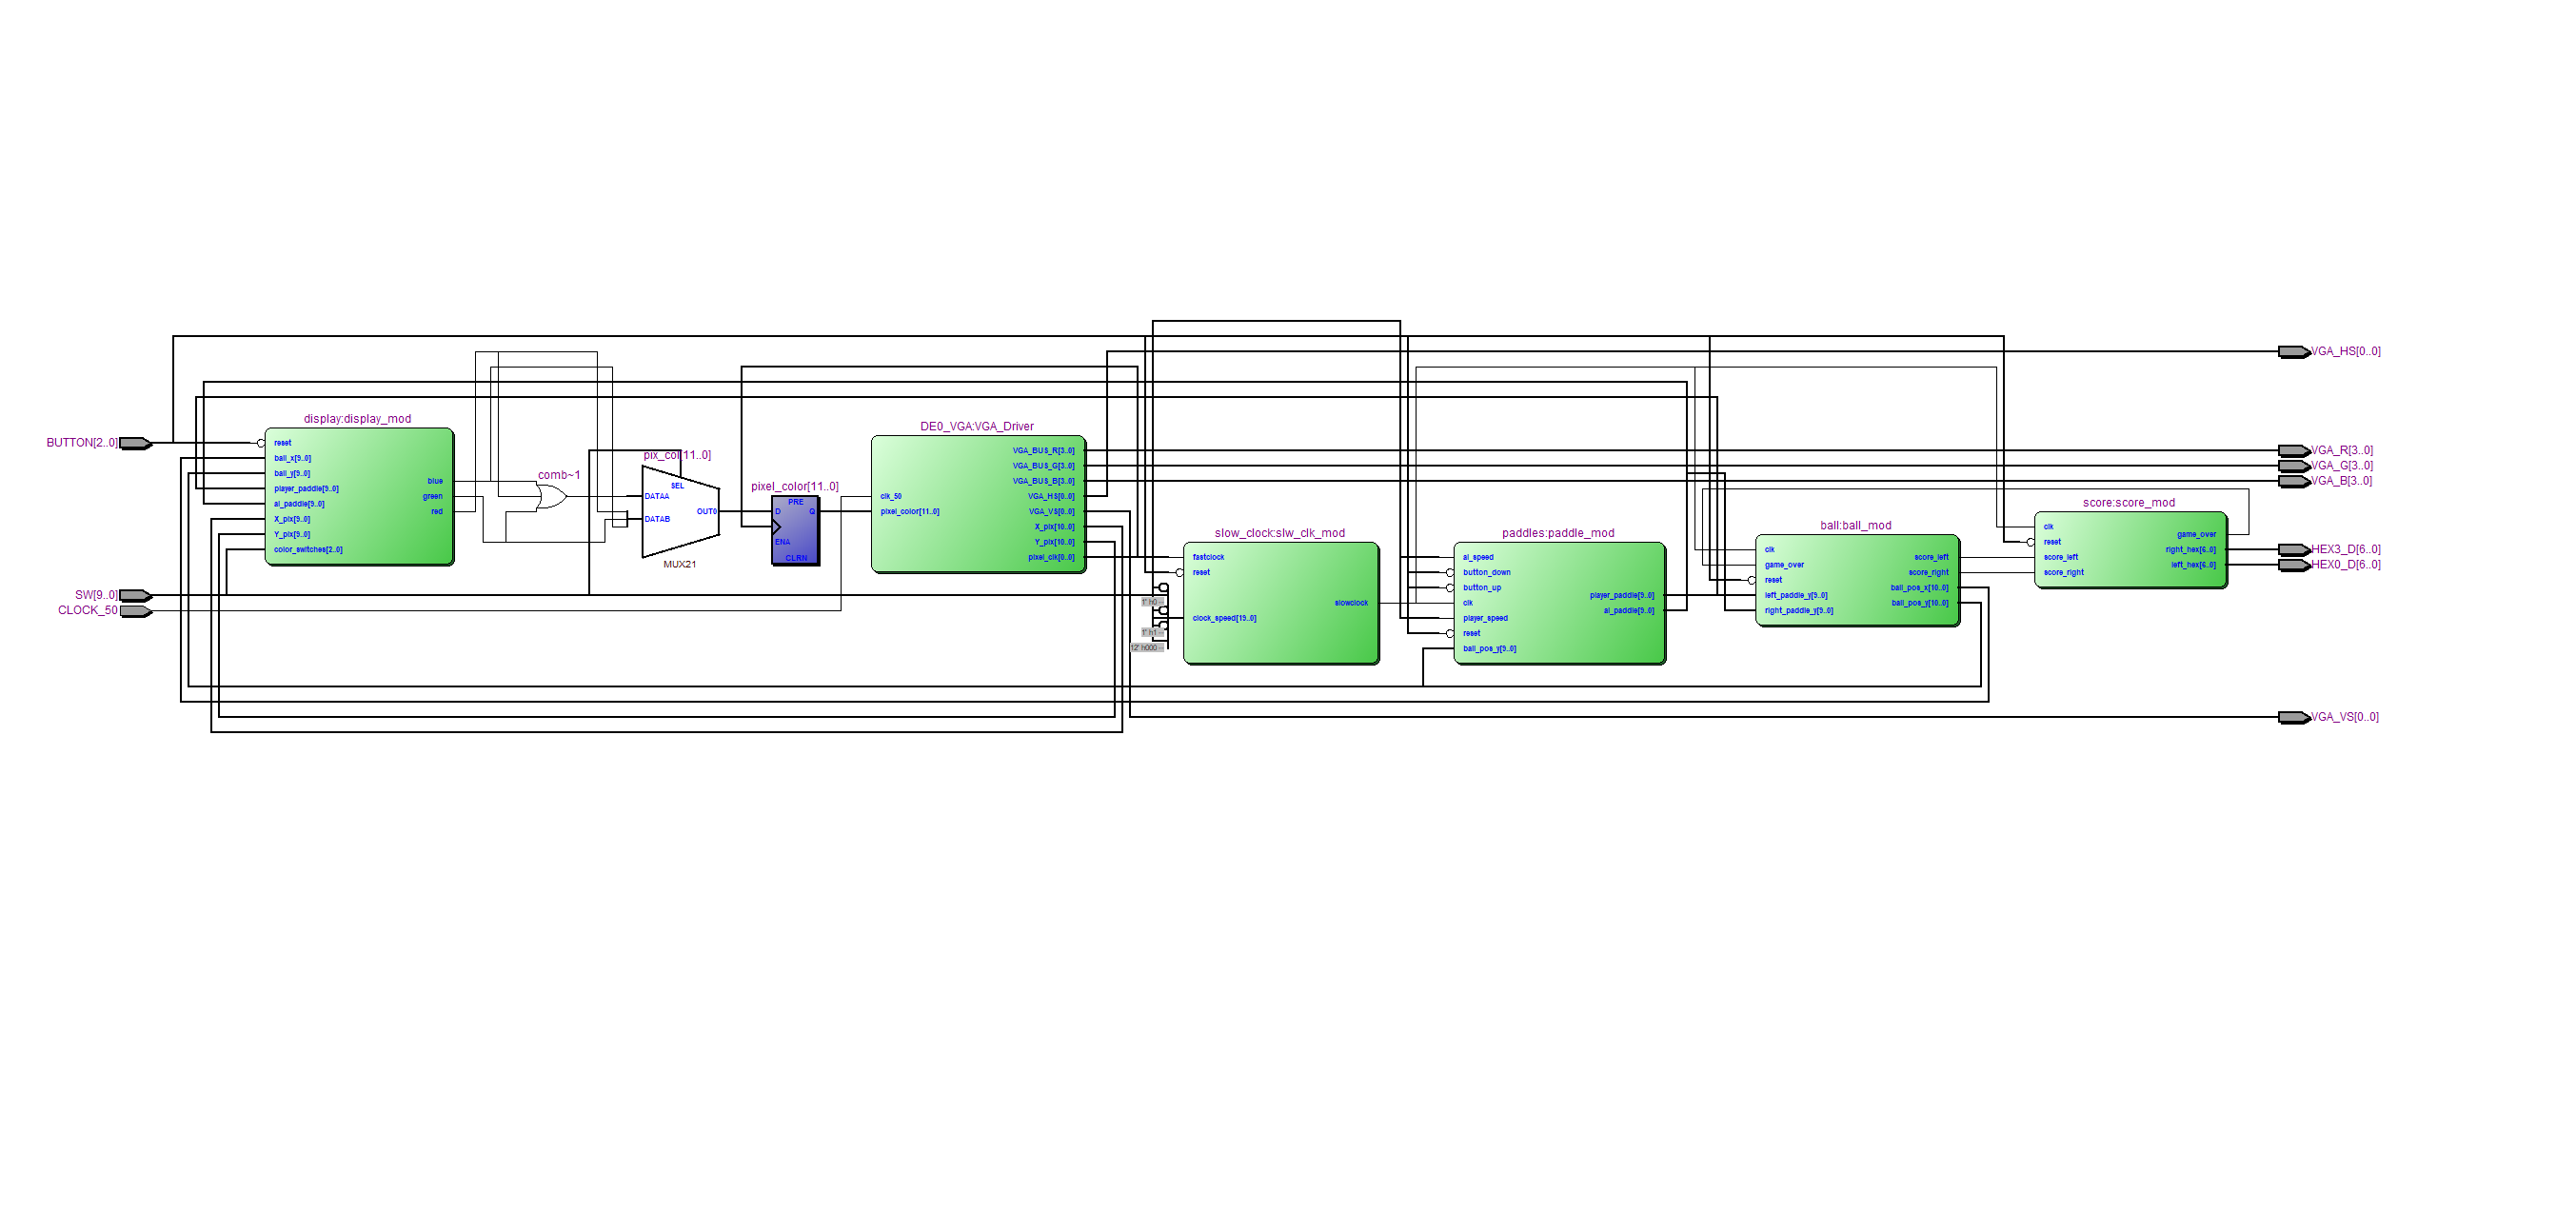 BUTTON[2..0]
SW[9..0]
CLOCK_50
display:display_mod
reset
ball_x[9..0]
ball_y[9..0]
player_paddle[9..0]
ai_paddle[9..0]
X_pix[9..0]
Y_pix[9..0]
color_switches[2..0]
blue
green
red
comb~1
pix_col[11..0]
SEL
DATAA
DATAB
OUT0
MUX21
pixel_color[11..0]
PRE
D
Q
ENA
CLRN
DE0_VGA:VGA_Driver
clk_50
pixel_color[11..0]
VGA_BUS_R[3..0]
VGA_BUS_G[3..0]
VGA_BUS_B[3..0]
VGA_HS[0..0]
VGA_VS[0..0]
X_pix[10..0]
Y_pix[10..0]
pixel_clk[0..0]
slow_clock:slw_clk_mod
fastclock
reset
1' h0 --
clock_speed[19..0]
1' h1 --
12' h000 --
slowclock
paddles:paddle_mod
ai_speed
button_down
button_up
clk
player_speed
reset
ball_pos_y[9..0]
player_paddle[9..0]
ai_paddle[9..0]
ball:ball_mod
clk
game_over
reset
left_paddle_y[9..0]
right_paddle_y[9..0]
score_left
score_right
ball_pos_x[10..0]
ball_pos_y[10..0]
score:score_mod
clk
reset
score_left
score_right
game_over
right_hex[6..0]
left_hex[6..0]
VGA_HS[0..0]
VGA_R[3..0]
VGA_G[3..0]
VGA_B[3..0]
HEX3_D[6..0]
HEX0_D[6..0]
VGA_VS[0..0]